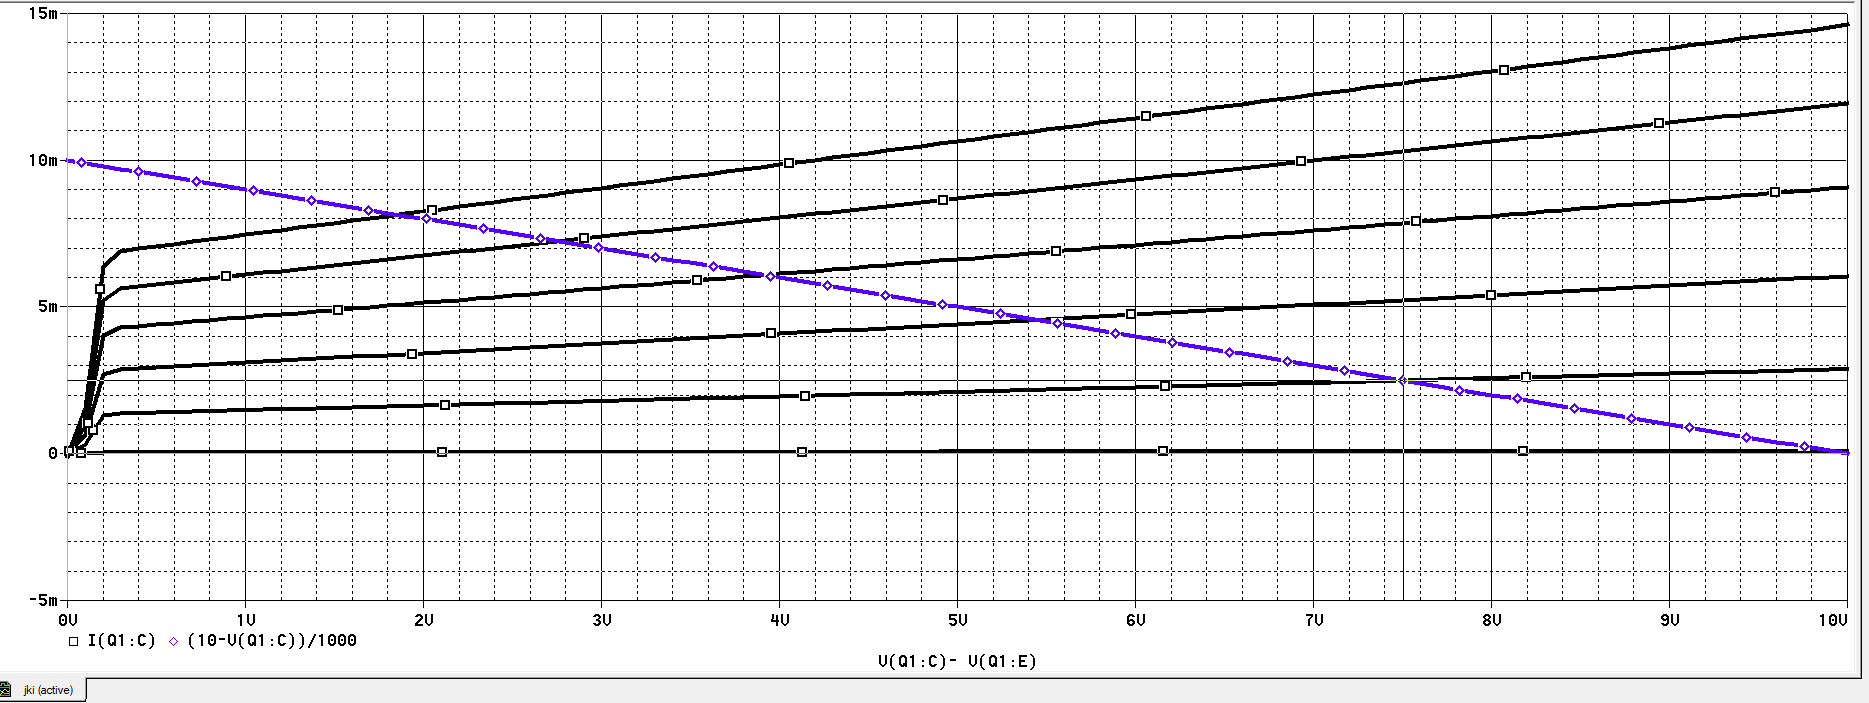 15m
10m
5m
0
-5m
0V 1V 2V 3V 4V 5V 6V 7V 8V 9V 10V
I(Q1:C) (10-V(Q1:C))/1000
V(Q1:C)- V(Q1:E)
jki (active)